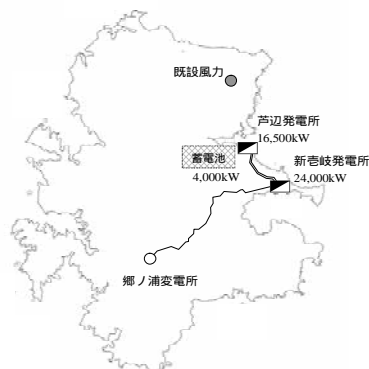 既設風力
芦辺発電所
16,500kW
蓄電池
4,000kW
新壱岐発電所
24,000kW
郷ノ浦変電所